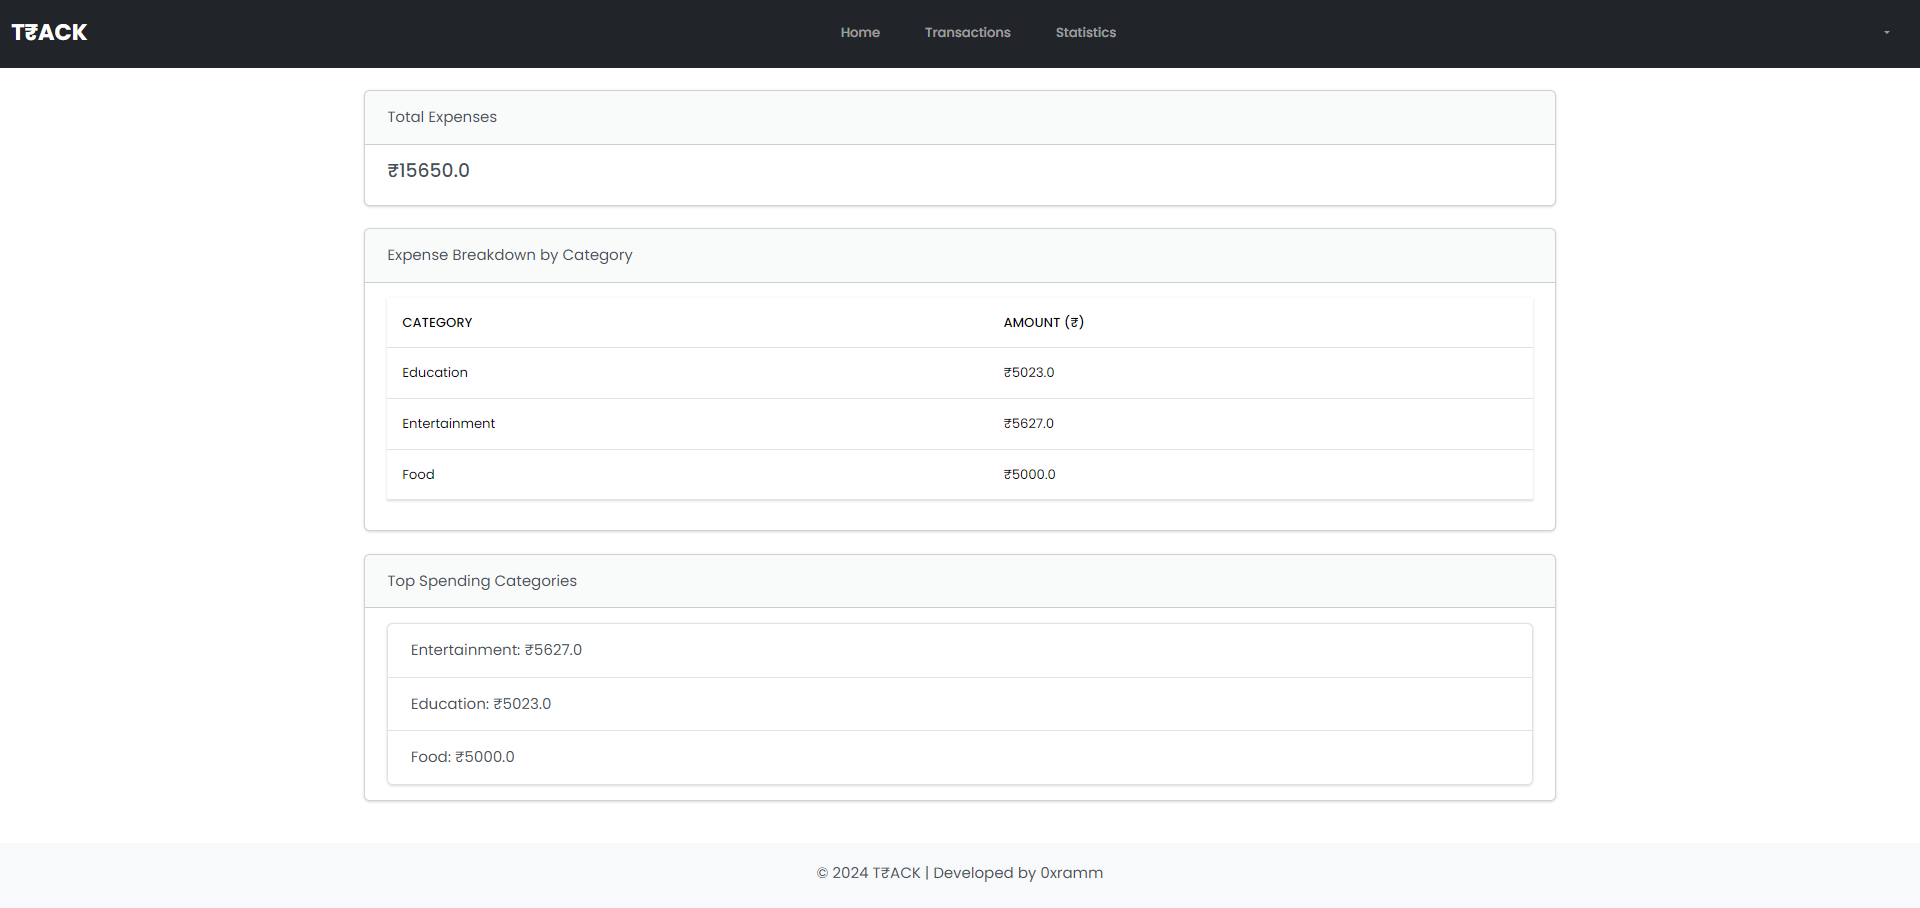 T₹ACK
Home Transactions Statistics
Total Expenses
₹15650.0
Expense Breakdown by Category
CATEGORY AMOUNT (₹)
Education ₹5023.0
Entertainment ₹5627.0
Food ₹5000.0
Top Spending Categories
Entertainment: ₹5627.0
Education: ₹5023.0
Food: ₹5000.0
© 2024 T₹ACK | Developed by 0xramm